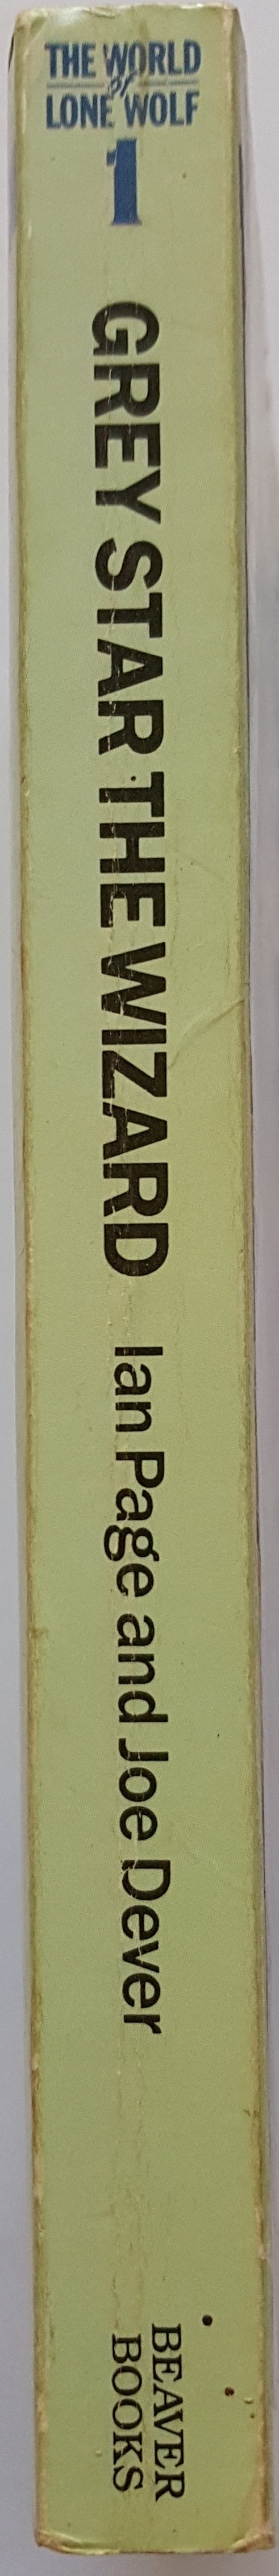 THE WORLD
of
LONE WOLF
1
GREY STAR THE WIZARD Ian Page and Joe Dever
BEAVER
BOOKS